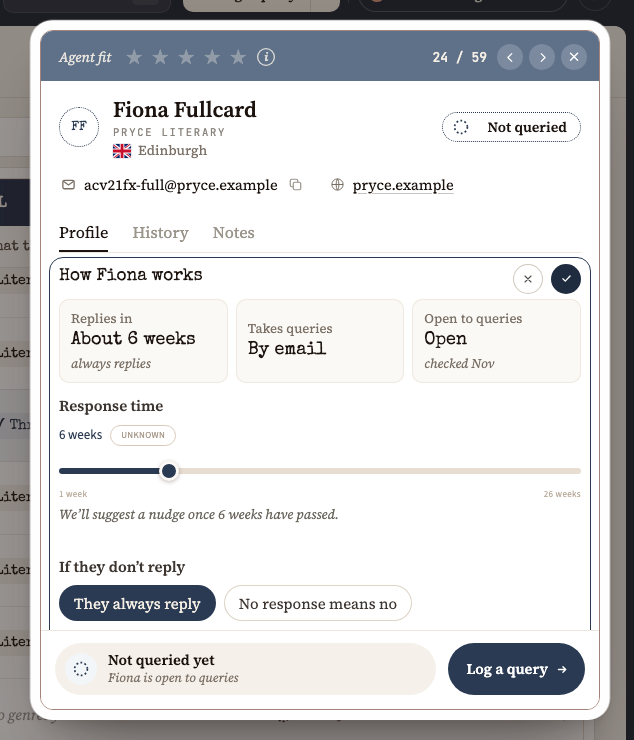 Agent fit
24 / 59
FF
Fiona Fullcard
PRYCE LITERARY
Edinburgh
Not queried
acv21fx-full@pryce.example
pryce.example
Profile
History
Notes
How Fiona works
Replies in
About 6 weeks
always replies
Takes queries
By email
Open to queries
Open
checked Nov
Response time
6 weeks
UNKNOWN
1 week
26 weeks
We’ll suggest a nudge once 6 weeks have passed.
If they don’t reply
They always reply
No response means no
Not queried yet
Fiona is open to queries
Log a query →